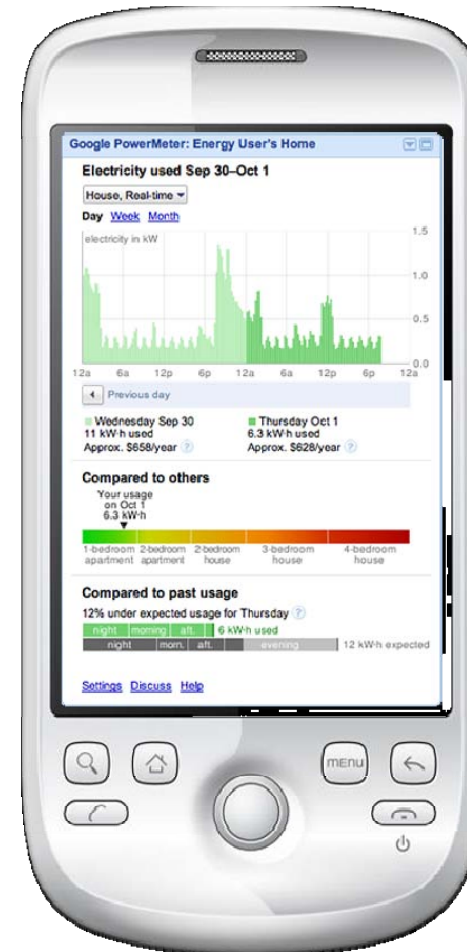 Google PowerMeter: Energy User's Home
Electricity used Sep 30–Oct 1
House, Real-time
Day Week Month
electricity in kW
1.5
1.0
0.5
0.0
12a 6a 12p 6p 12a 6a 12p 6p 12a
Previous day
Wednesday Sep 30
11 kW·h used
Approx. $658/year ?
Thursday Oct 1
6.3 kW·h used
Approx. $628/year ?
Compared to others
Your usage
on Oct 1
6.3 kW·h
1-bedroom apartment
2-bedroom apartment
2-bedroom house
3-bedroom house
4-bedroom house
Compared to past usage
12% under expected usage for Thursday ?
night morning aft. 6 kW·h used
night morn. aft. evening 12 kW·h expected
Settings Discuss Help
menu